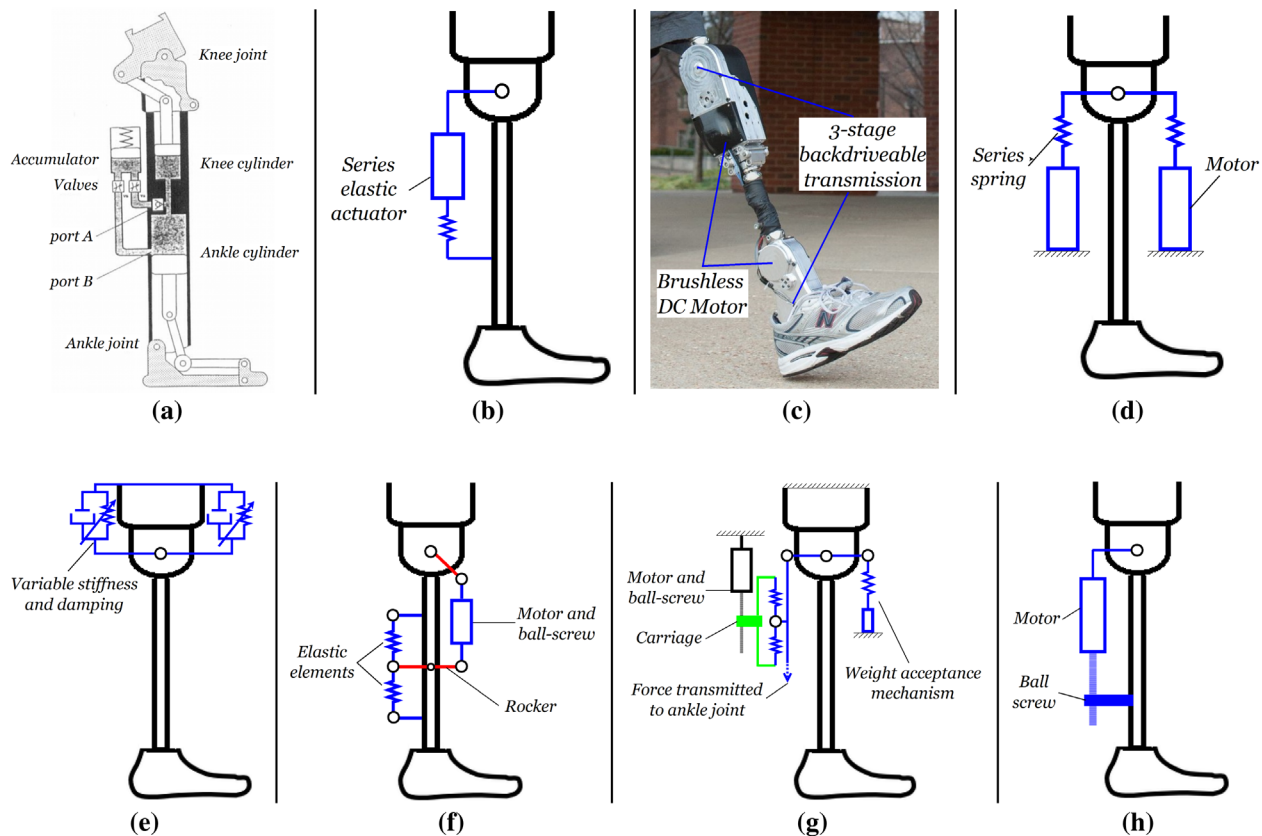 Knee joint
Accumulator
Valves
Knee cylinder
port A
Ankle cylinder
port B
Ankle joint
(a)
Series
elastic
actuator
(b)
3-stage
backdriveable
transmission
Brushless
DC Motor
N
(c)
Series
spring
Motor
(d)
Variable stiffness
and damping
(e)
Motor and
ball-screw
Elastic
elements
Rocker
(f)
Motor and
ball-screw
Carriage
Weight acceptance
mechanism
Force transmitted
to ankle joint
(g)
Motor
Ball
screw
(h)